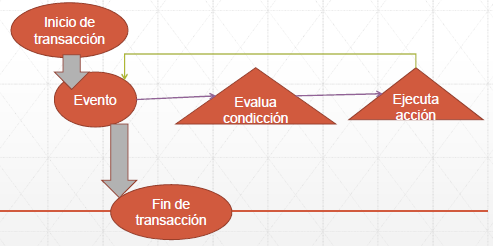 Inicio de
transacción
Evento
Evalua
condicción
Ejecuta
acción
Fin de
transacción